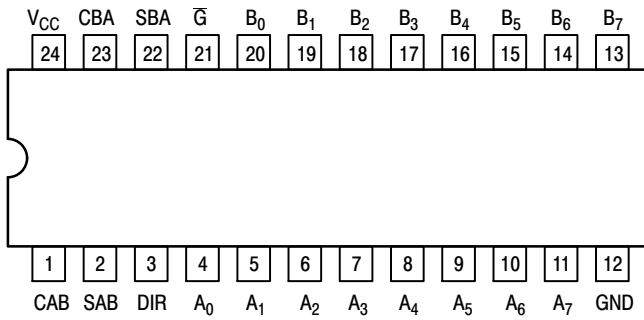 V_CC CBA SBA G̅ B₀ B₁ B₂ B₃ B₄ B₅ B₆ B₇
24 23 22 21 20 19 18 17 16 15 14 13
1 2 3 4 5 6 7 8 9 10 11 12
CAB SAB DIR A₀ A₁ A₂ A₃ A₄ A₅ A₆ A₇ GND